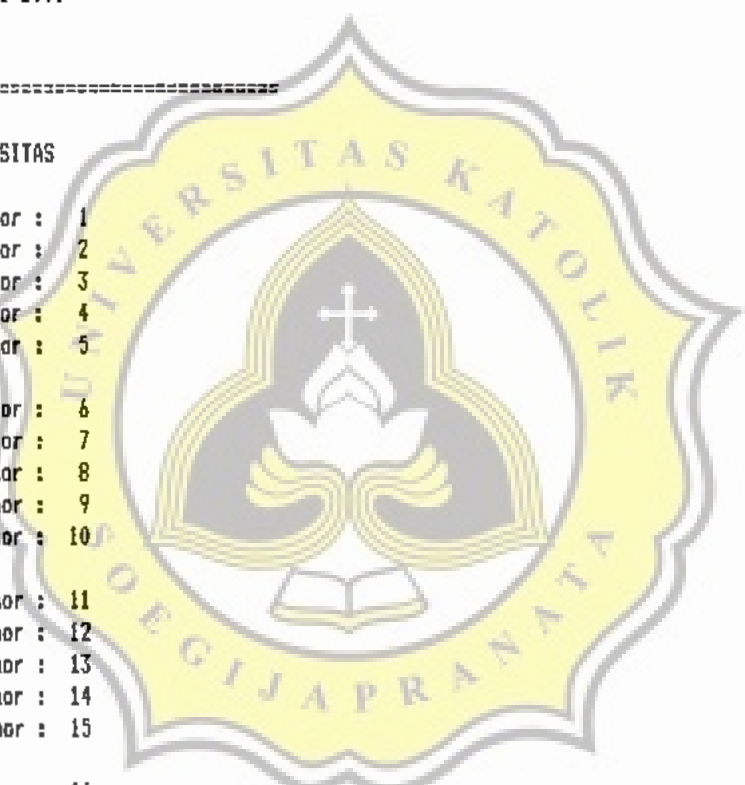 ===========================
SITAS
or : 1
or : 2
or : 3
or : 4
or : 5
or : 6
or : 7
or : 8
or : 9
or : 10
or : 11
or : 12
or : 13
or : 14
or : 15
UNIVERSITAS KATOLIK
SOEGIJAPRANATA